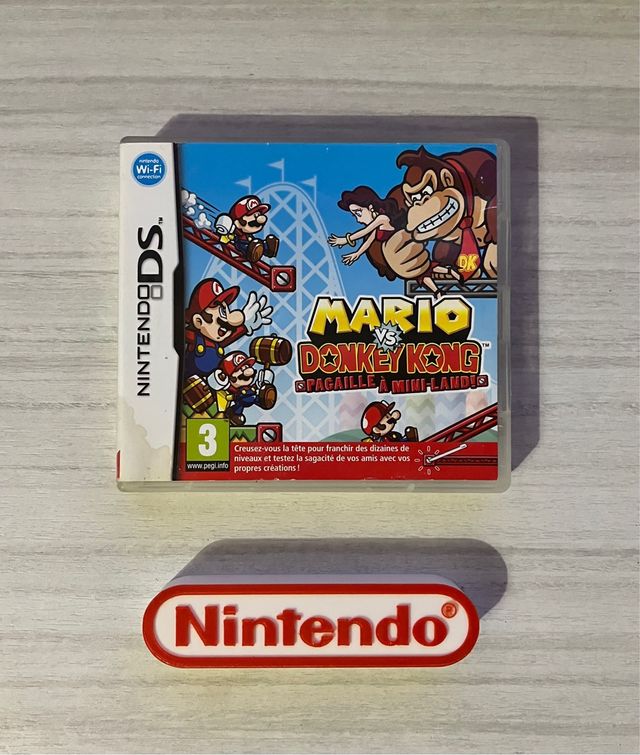 nintendo
Wi-Fi
connection
NINTENDO DS™
DK
MARIO
VS.
DONKEY KONG™
PAGAILLE À MINI-LAND!
3
www.pegi.info
Creusez-vous la tête pour franchir des dizaines de
niveaux et testez la sagacité de vos amis avec vos
propres créations !
Nintendo®